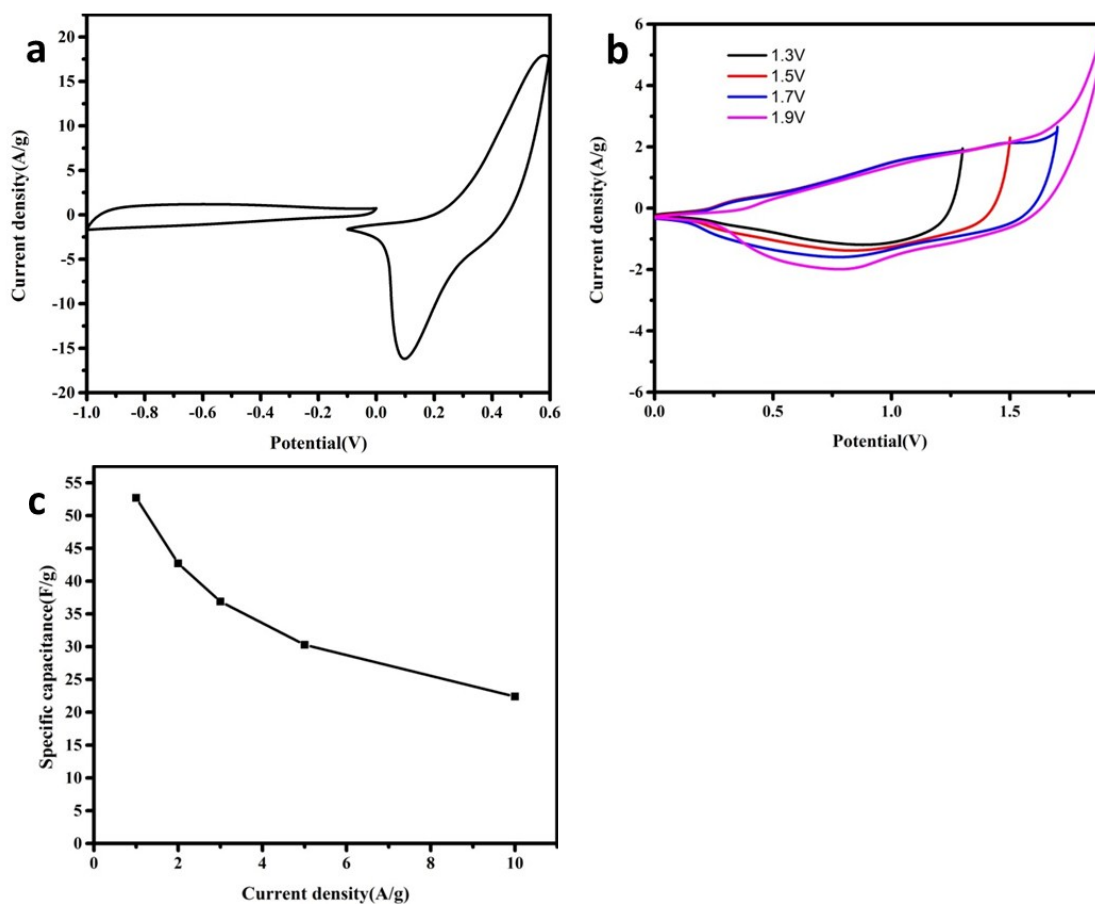 a
20
15
10
5
0
-5
-10
-15
-20
Current density(A/g)
-1.0 -0.8 -0.6 -0.4 -0.2 0.0 0.2 0.4 0.6
Potential(V)
b
1.3V
1.5V
1.7V
1.9V
6
4
2
0
-2
-4
-6
Current density(A/g)
0.0 0.5 1.0 1.5
Potential(V)
c
55
50
45
40
35
30
25
20
15
10
5
0
Specific capacitance(F/g)
0 2 4 6 8 10
Current density(A/g)